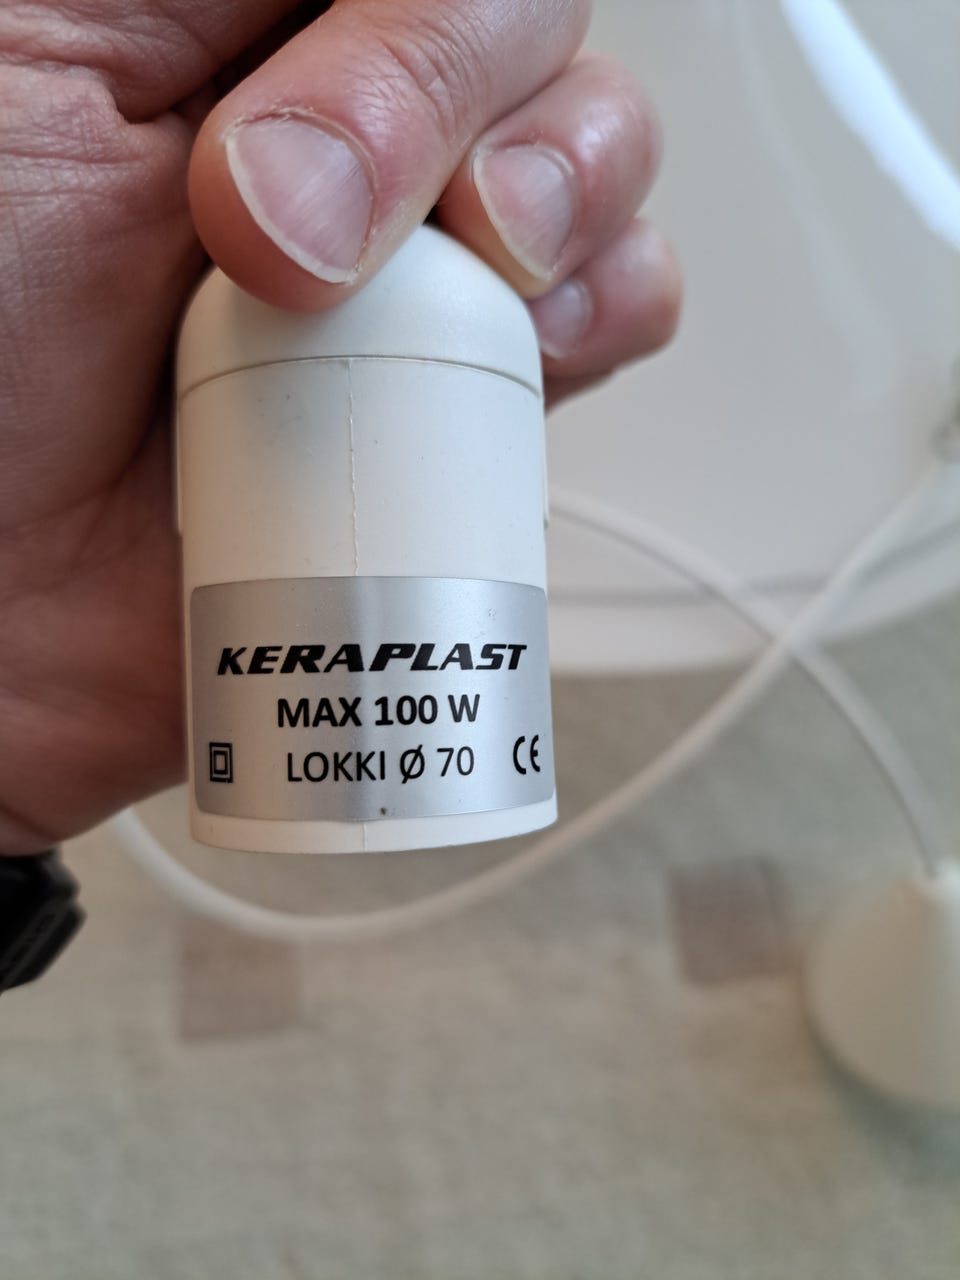 KERAPLAST
MAX 100 W
LOKKI Ø 70
CE